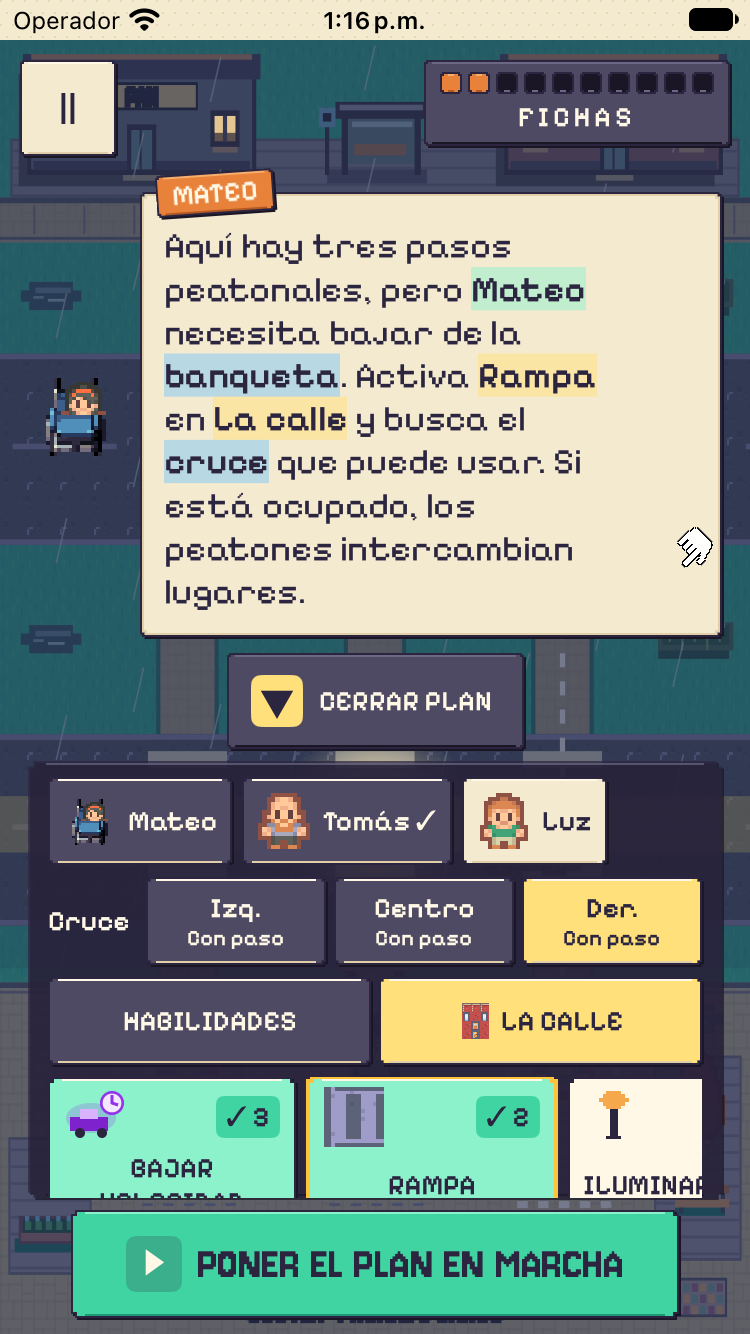 Operador
1:16 p.m.
FICHAS
MATEO
Aquí hay tres pasos
peatonales, pero Mateo
necesita bajar de la
banqueta. Activa Rampa
en La calle y busca el
cruce que puede usar. Si
está ocupado, los
peatones intercambian
lugares.
CERRAR PLAN
Mateo
Tomás ✓
Luz
Cruce
Izq.
Con paso
Centro
Con paso
Der.
Con paso
HABILIDADES
LA CALLE
✓ 3
BAJAR
VELOCIDAD
✓ 2
RAMPA
ILUMINAR
PONER EL PLAN EN MARCHA